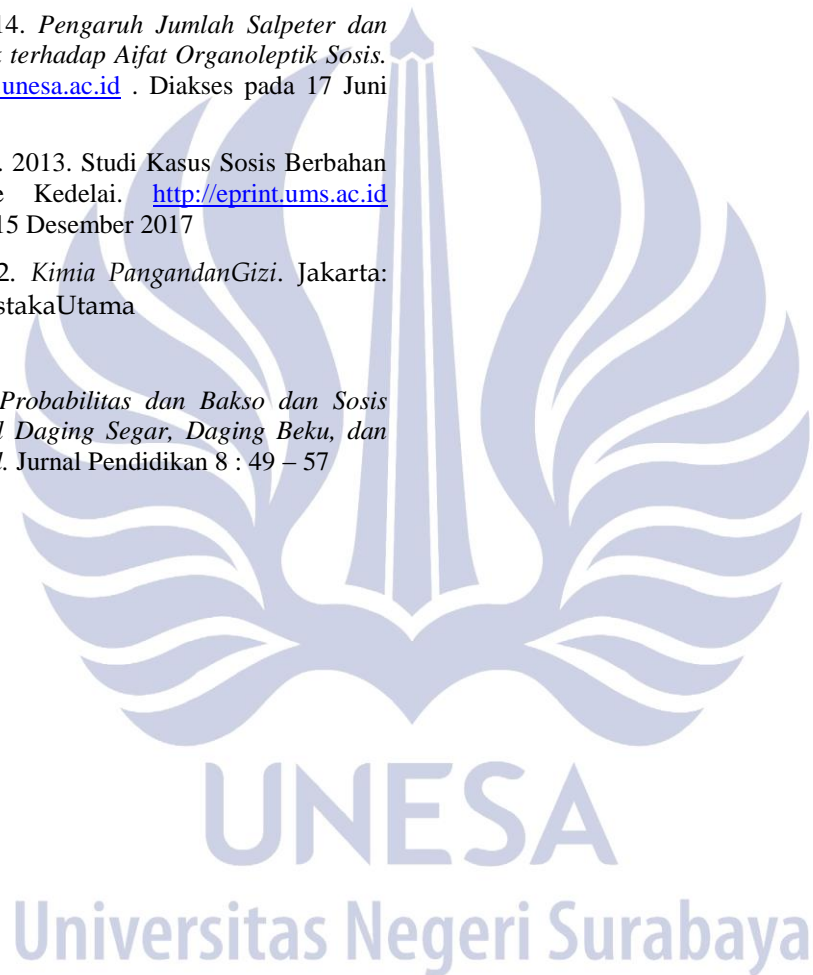 14. Pengaruh Jumlah Salpeter dan
terhadap Aifat Organoleptik Sosis.
unesa.ac.id . Diakses pada 17 Juni
. 2013. Studi Kasus Sosis Berbahan
Kedelai. http://eprint.ums.ac.id
15 Desember 2017
2. Kimia PangandanGizi. Jakarta:
stakaUtama
Probabilitas dan Bakso dan Sosis
l Daging Segar, Daging Beku, dan
d. Jurnal Pendidikan 8 : 49 – 57
UNESA
Universitas Negeri Surabaya